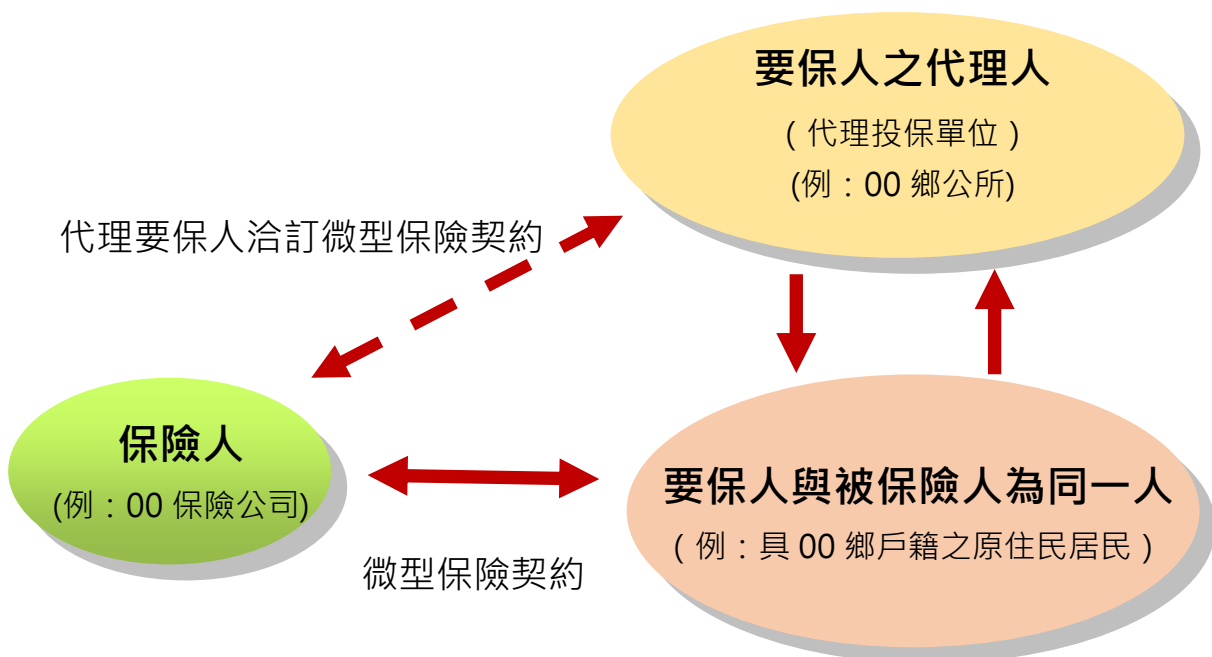 要保人之代理人
（代理投保單位）
(例：00 鄉公所)
代理要保人洽訂微型保險契約
保險人
(例：00 保險公司)
要保人與被保險人為同一人
（例：具 00 鄉戶籍之原住民居民）
微型保險契約